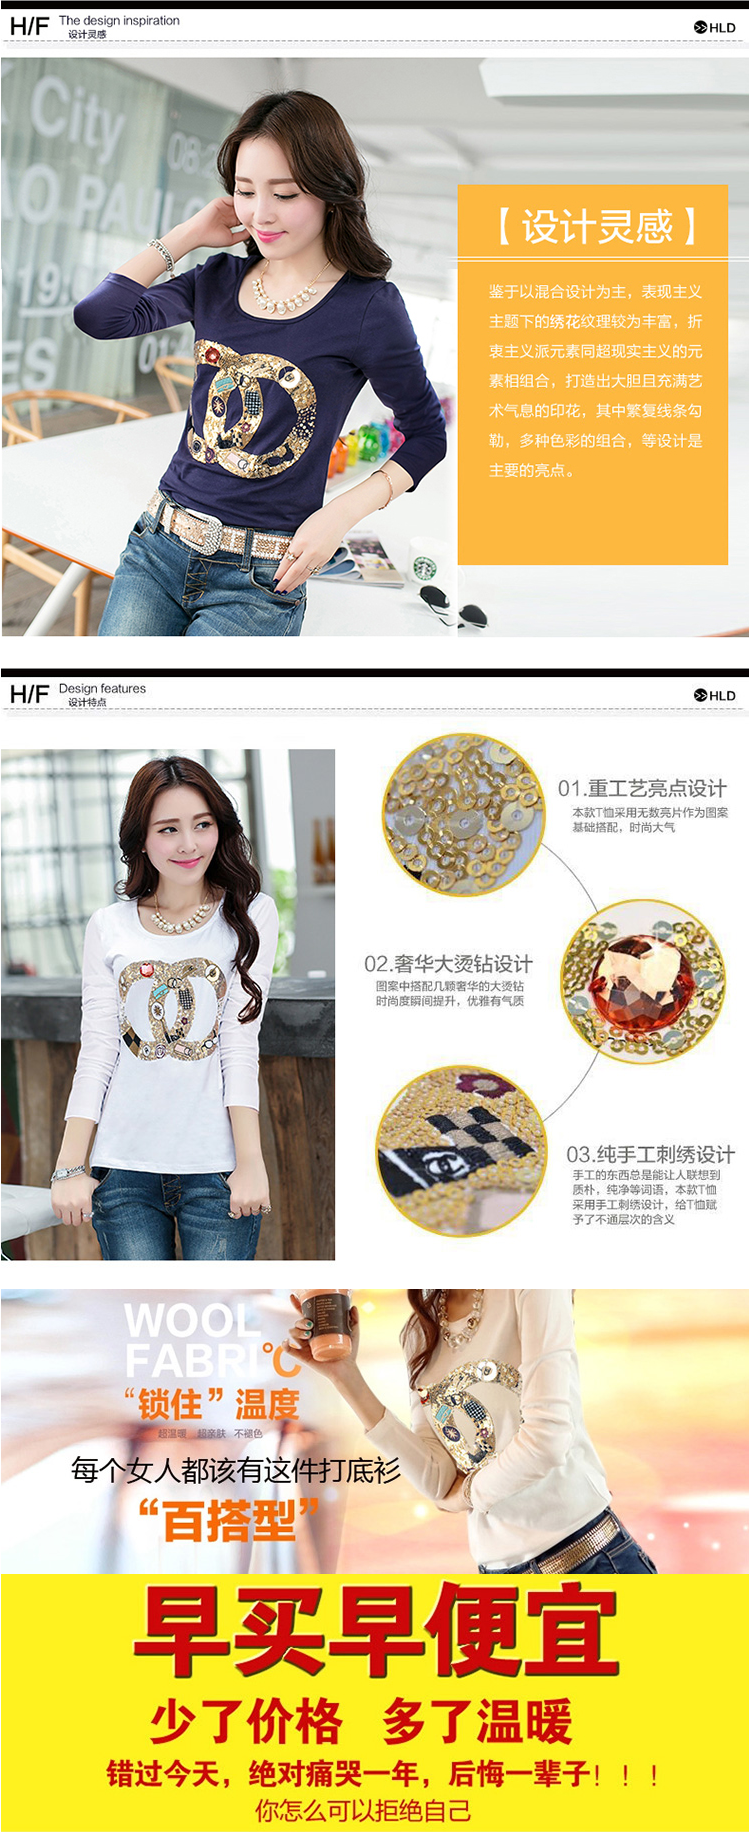 H/F The design inspiration
设计灵感
HLD
City
08:2
AO PAULO
19:0
01:4
ES
【 设计灵感 】
鉴于以混合设计为主，表现主义
主题下的绣花纹理较为丰富，折
衷主义派元素同超现实主义的元
素相组合，打造出大胆且充满艺
术气息的印花，其中繁复线条勾
勒，多种色彩的组合，等设计是
主要的亮点。
H/F Design features
设计特点
HLD
01.重工艺亮点设计
本款T恤采用无数亮片作为图案
基础搭配，时尚大气
02.奢华大烫钻设计
图案中搭配几颗奢华的大烫钻
时尚度瞬间提升，优雅有气质
03.纯手工刺绣设计
手工的东西总是能让人联想到
质朴，纯净等词语，本款T恤
采用手工刺绣设计，给T恤赋
予了不通层次的含义
WOOL
FABRI℃
“锁住”温度
超温暖 超亲肤 不褪色
每个女人都该有这件打底衫
“百搭型”
早买早便宜
少了价格 多了温暖
错过今天，绝对痛哭一年，后悔一辈子！！！
你怎么可以拒绝自己